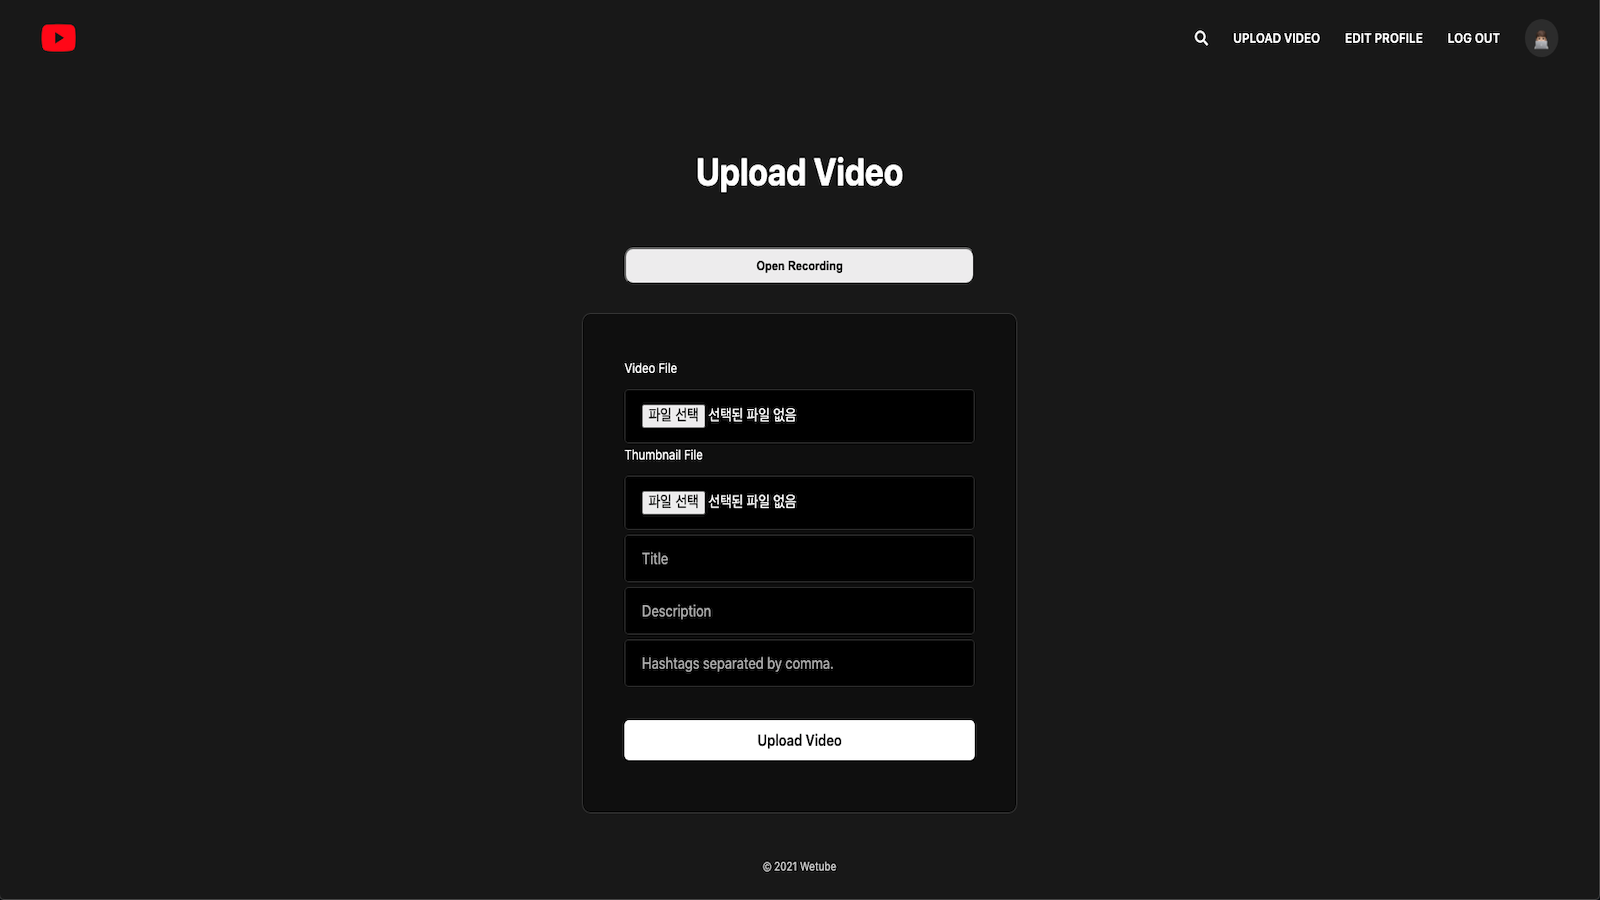 UPLOAD VIDEO EDIT PROFILE LOG OUT
Upload Video
Open Recording
Video File
파일 선택 선택된 파일 없음
Thumbnail File
파일 선택 선택된 파일 없음
Title
Description
Hashtags separated by comma.
Upload Video
© 2021 Wetube